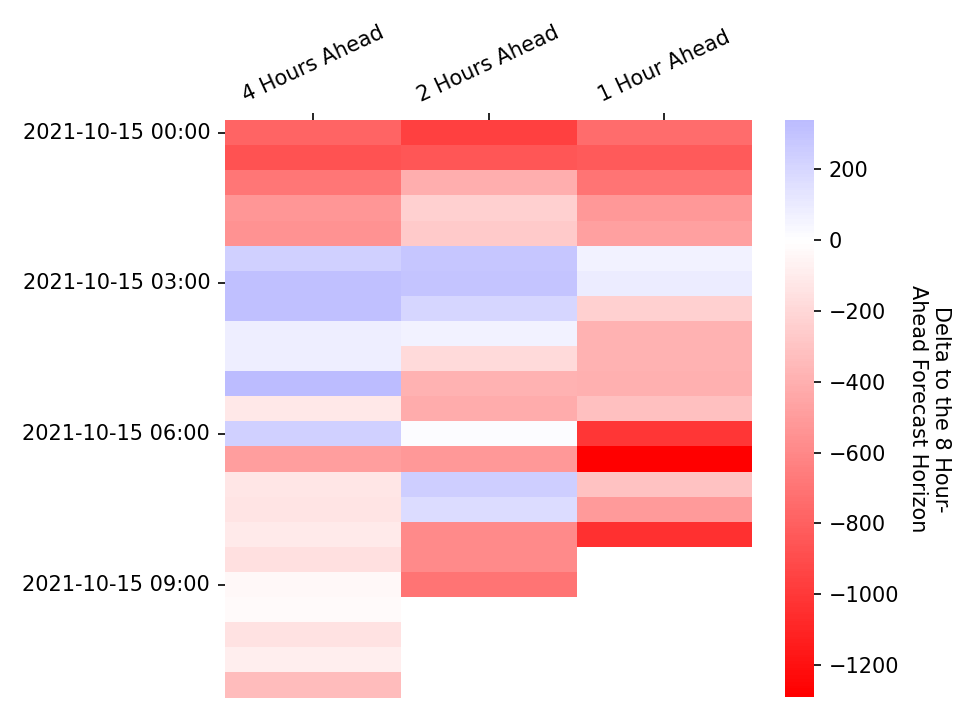 4 Hours Ahead
2 Hours Ahead
1 Hour Ahead
2021-10-15 00:00
2021-10-15 03:00
2021-10-15 06:00
2021-10-15 09:00
200
0
−200
−400
−600
−800
−1000
−1200
Delta to the 8 Hour-
Ahead Forecast Horizon